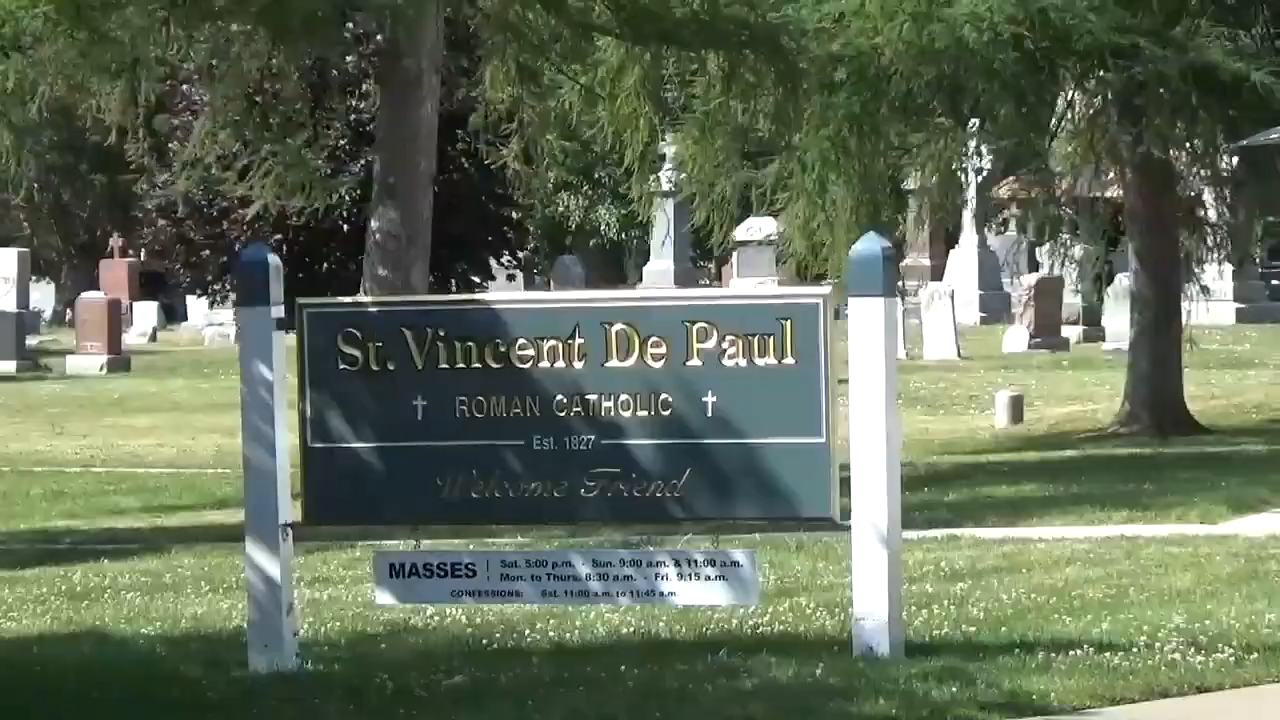 St. Vincent De Paul
† ROMAN CATHOLIC †
Est. 1827
Welcome Friend
MASSES | Sat. 5:00 p.m. - Sun. 9:00 a.m. & 11:00 a.m.
Mon. to Thurs. 8:30 a.m. - Fri. 9:15 a.m.
CONFESSIONS: Sat. 11:00 a.m. to 11:45 a.m.